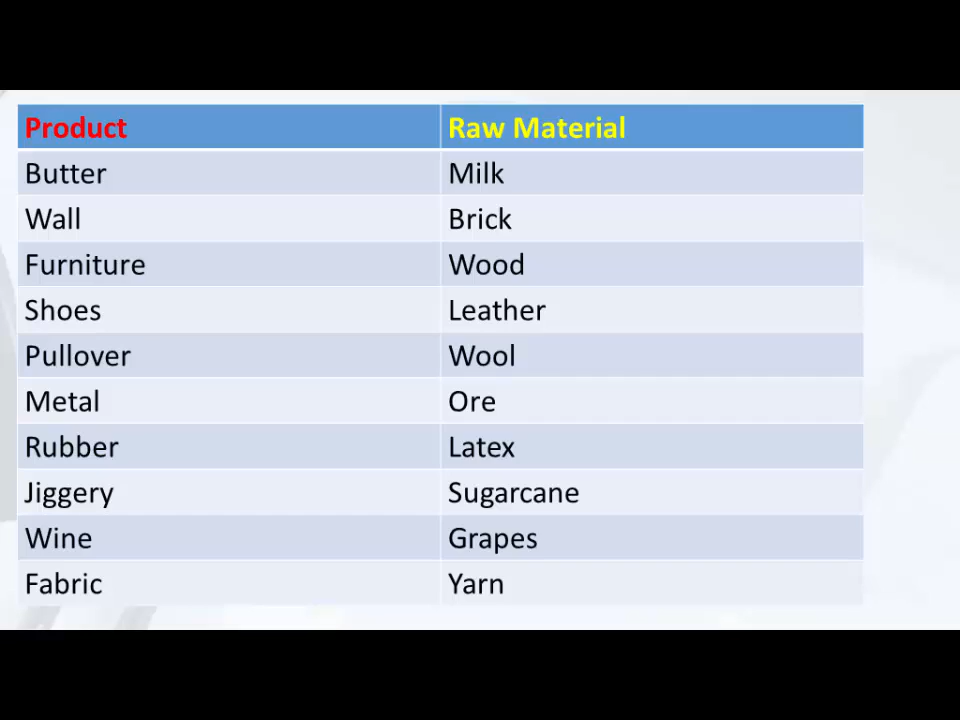 Product Raw Material
Butter Milk
Wall Brick
Furniture Wood
Shoes Leather
Pullover Wool
Metal Ore
Rubber Latex
Jiggery Sugarcane
Wine Grapes
Fabric Yarn